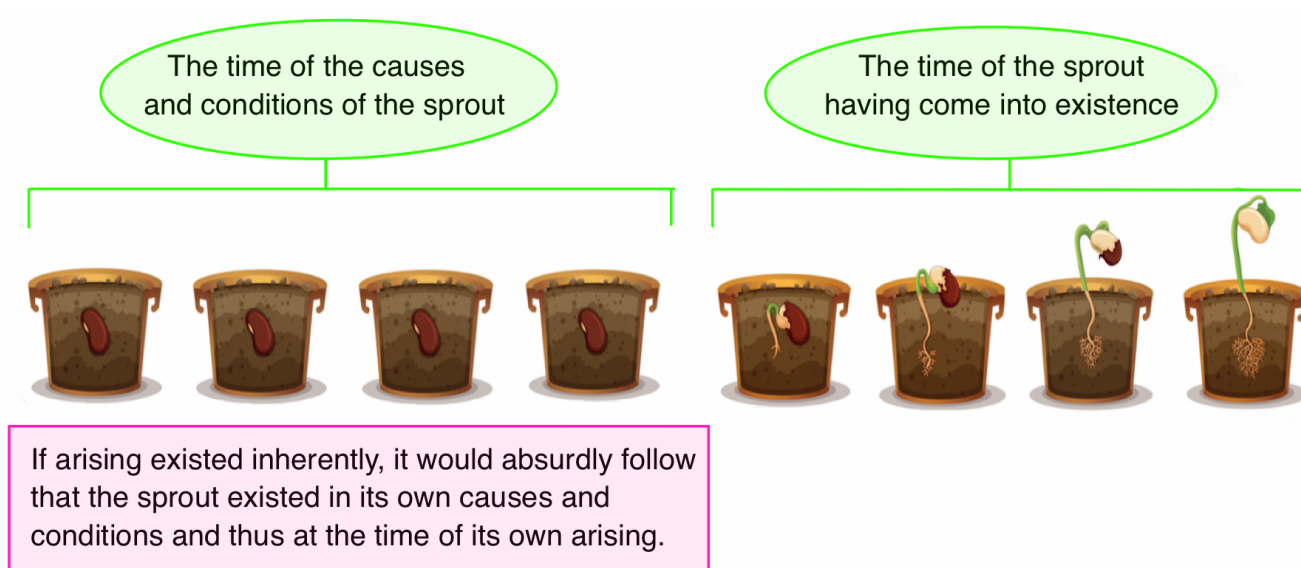 The time of the causes
and conditions of the sprout
The time of the sprout
having come into existence
If arising existed inherently, it would absurdly follow
that the sprout existed in its own causes and
conditions and thus at the time of its own arising.